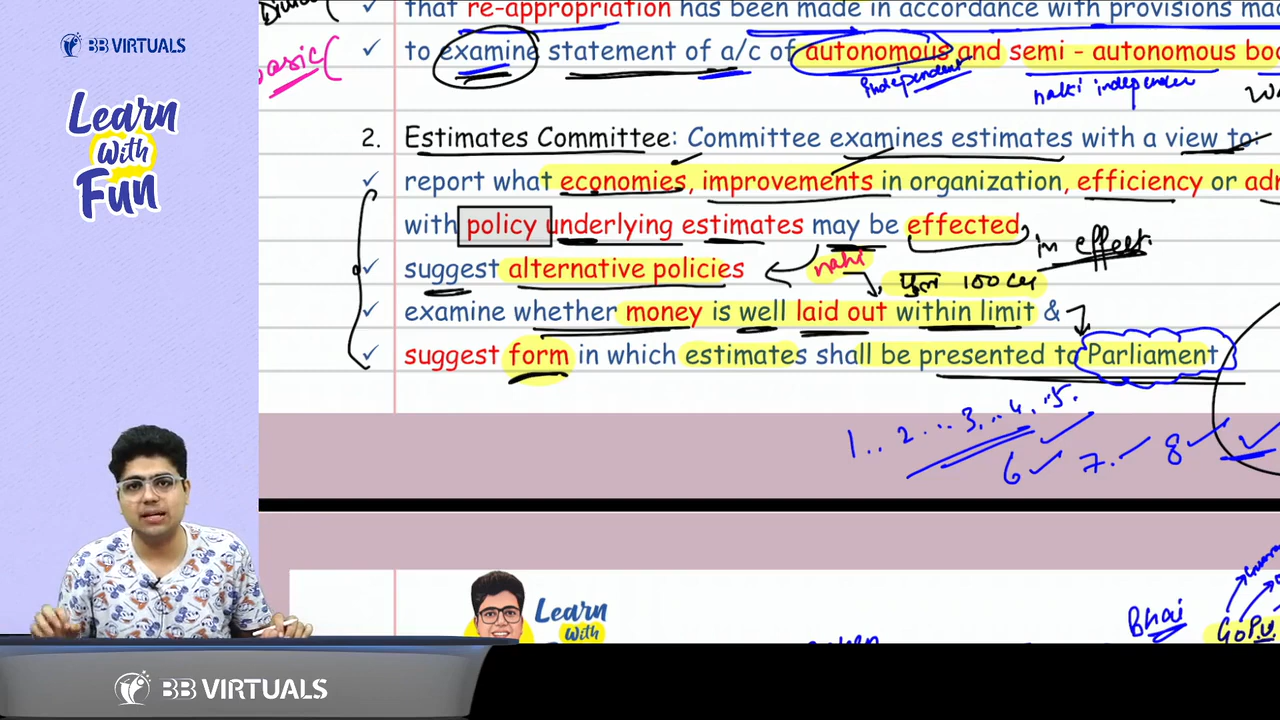 BB VIRTUALS
Learn
With
Fun
✓ that re-appropriation has been made in accordance with provisions
basic
✓ to examine statement of a/c of autonomous and semi - autonomous
independent
nahi independent
2. Estimates Committee: Committee examines estimates with a view to:
✓ report what economies, improvements in organization, efficiency or
with policy underlying estimates may be effected,
in effect
✓ suggest alternative policies
nahi
100 cr
✓ examine whether money is well laid out within limit &
✓ suggest form in which estimates shall be presented to Parliament
1.. 2... 3... 4...5.
6 ✓ 7. ✓ 8 ✓
Learn
With
Bhai
BB VIRTUALS